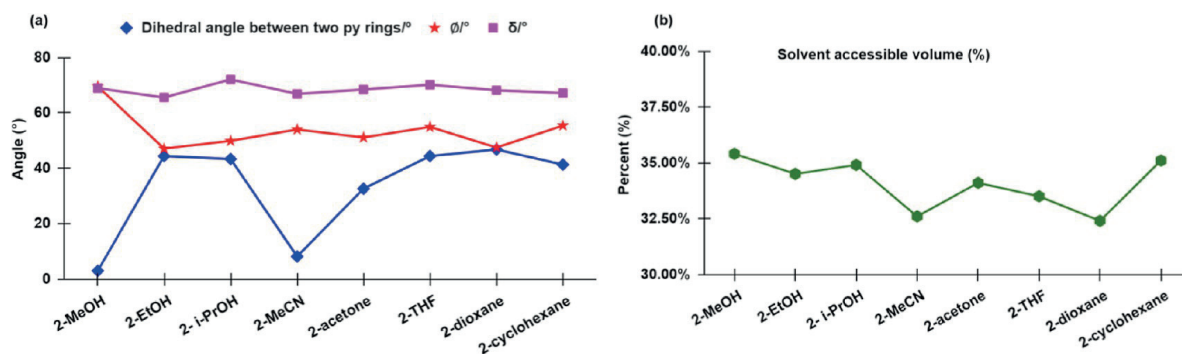 (a)
Dihedral angle between two py rings/° Ø/° δ/°
80
60
40
20
0
Angle (°)
2-MeOH
2-EtOH
2- i-PrOH
2-MeCN
2-acetone
2-THF
2-dioxane
2-cyclohexane
(b)
Solvent accessible volume (%)
40.00%
37.50%
35.00%
32.50%
30.00%
Percent (%)
2-MeOH
2-EtOH
2- i-PrOH
2-MeCN
2-acetone
2-THF
2-dioxane
2-cyclohexane